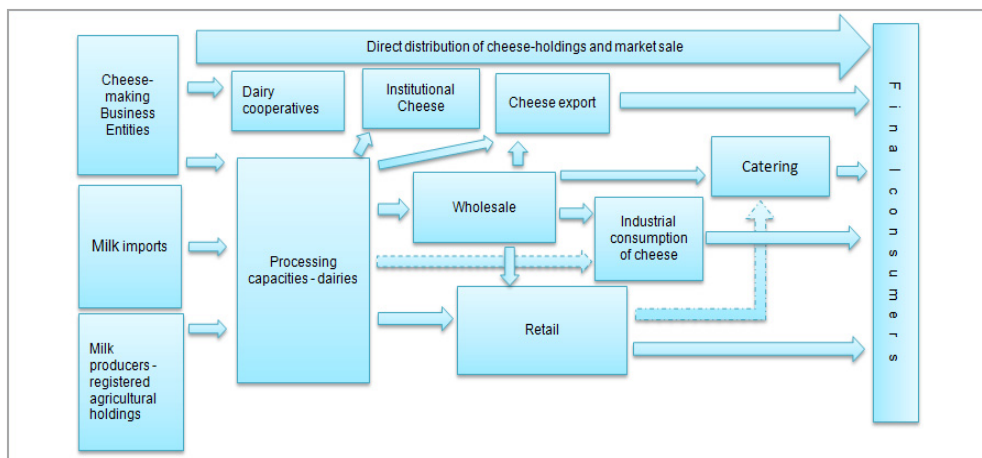 Direct distribution of cheese-holdings and market sale
Cheese-
making
Business
Entities
Dairy
cooperatives
Institutional
Cheese
Cheese export
Milk imports
Processing
capacities - dairies
Wholesale
Catering
Industrial
consumption
of cheese
Retail
Milk
producers -
registered
agricultural
holdings
F i n a l c o n s u m e r s